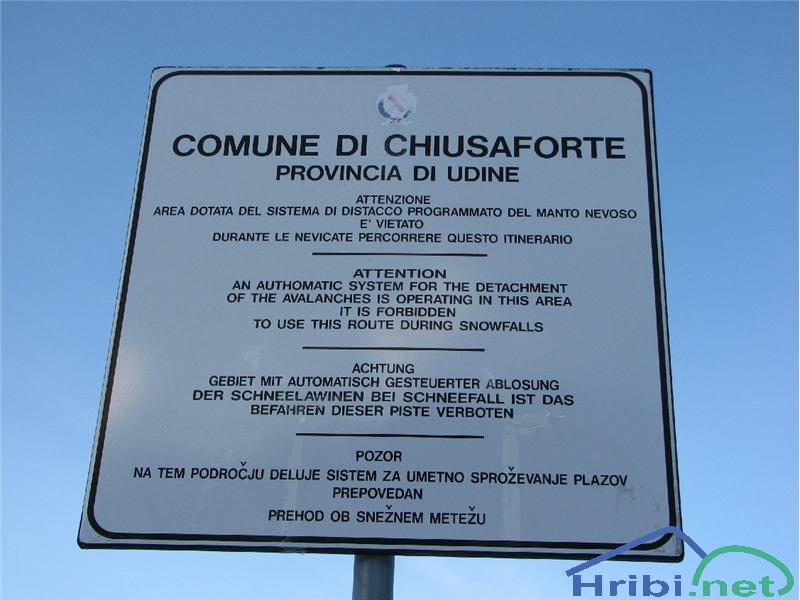 COMUNE DI CHIUSAFORTE
PROVINCIA DI UDINE
ATTENZIONE
AREA DOTATA DEL SISTEMA DI DISTACCO PROGRAMMATO DEL MANTO NEVOSO
E' VIETATO
DURANTE LE NEVICATE PERCORRERE QUESTO ITINERARIO
ATTENTION
AN AUTHOMATIC SYSTEM FOR THE DETACHMENT
OF THE AVALANCHES IS OPERATING IN THIS AREA
IT IS FORBIDDEN
TO USE THIS ROUTE DURING SNOWFALLS
ACHTUNG
GEBIET MIT AUTOMATISCH GESTEUERTER ABLOSUNG
DER SCHNEELAWINEN BEI SCHNEEFALL IST DAS
BEFAHREN DIESER PISTE VERBOTEN
POZOR
NA TEM PODROČJU DELUJE SISTEM ZA UMETNO SPROŽEVANJE PLAZOV
PREPOVEDAN
PREHOD OB SNEŽNEM METEŽU
Hribi.net